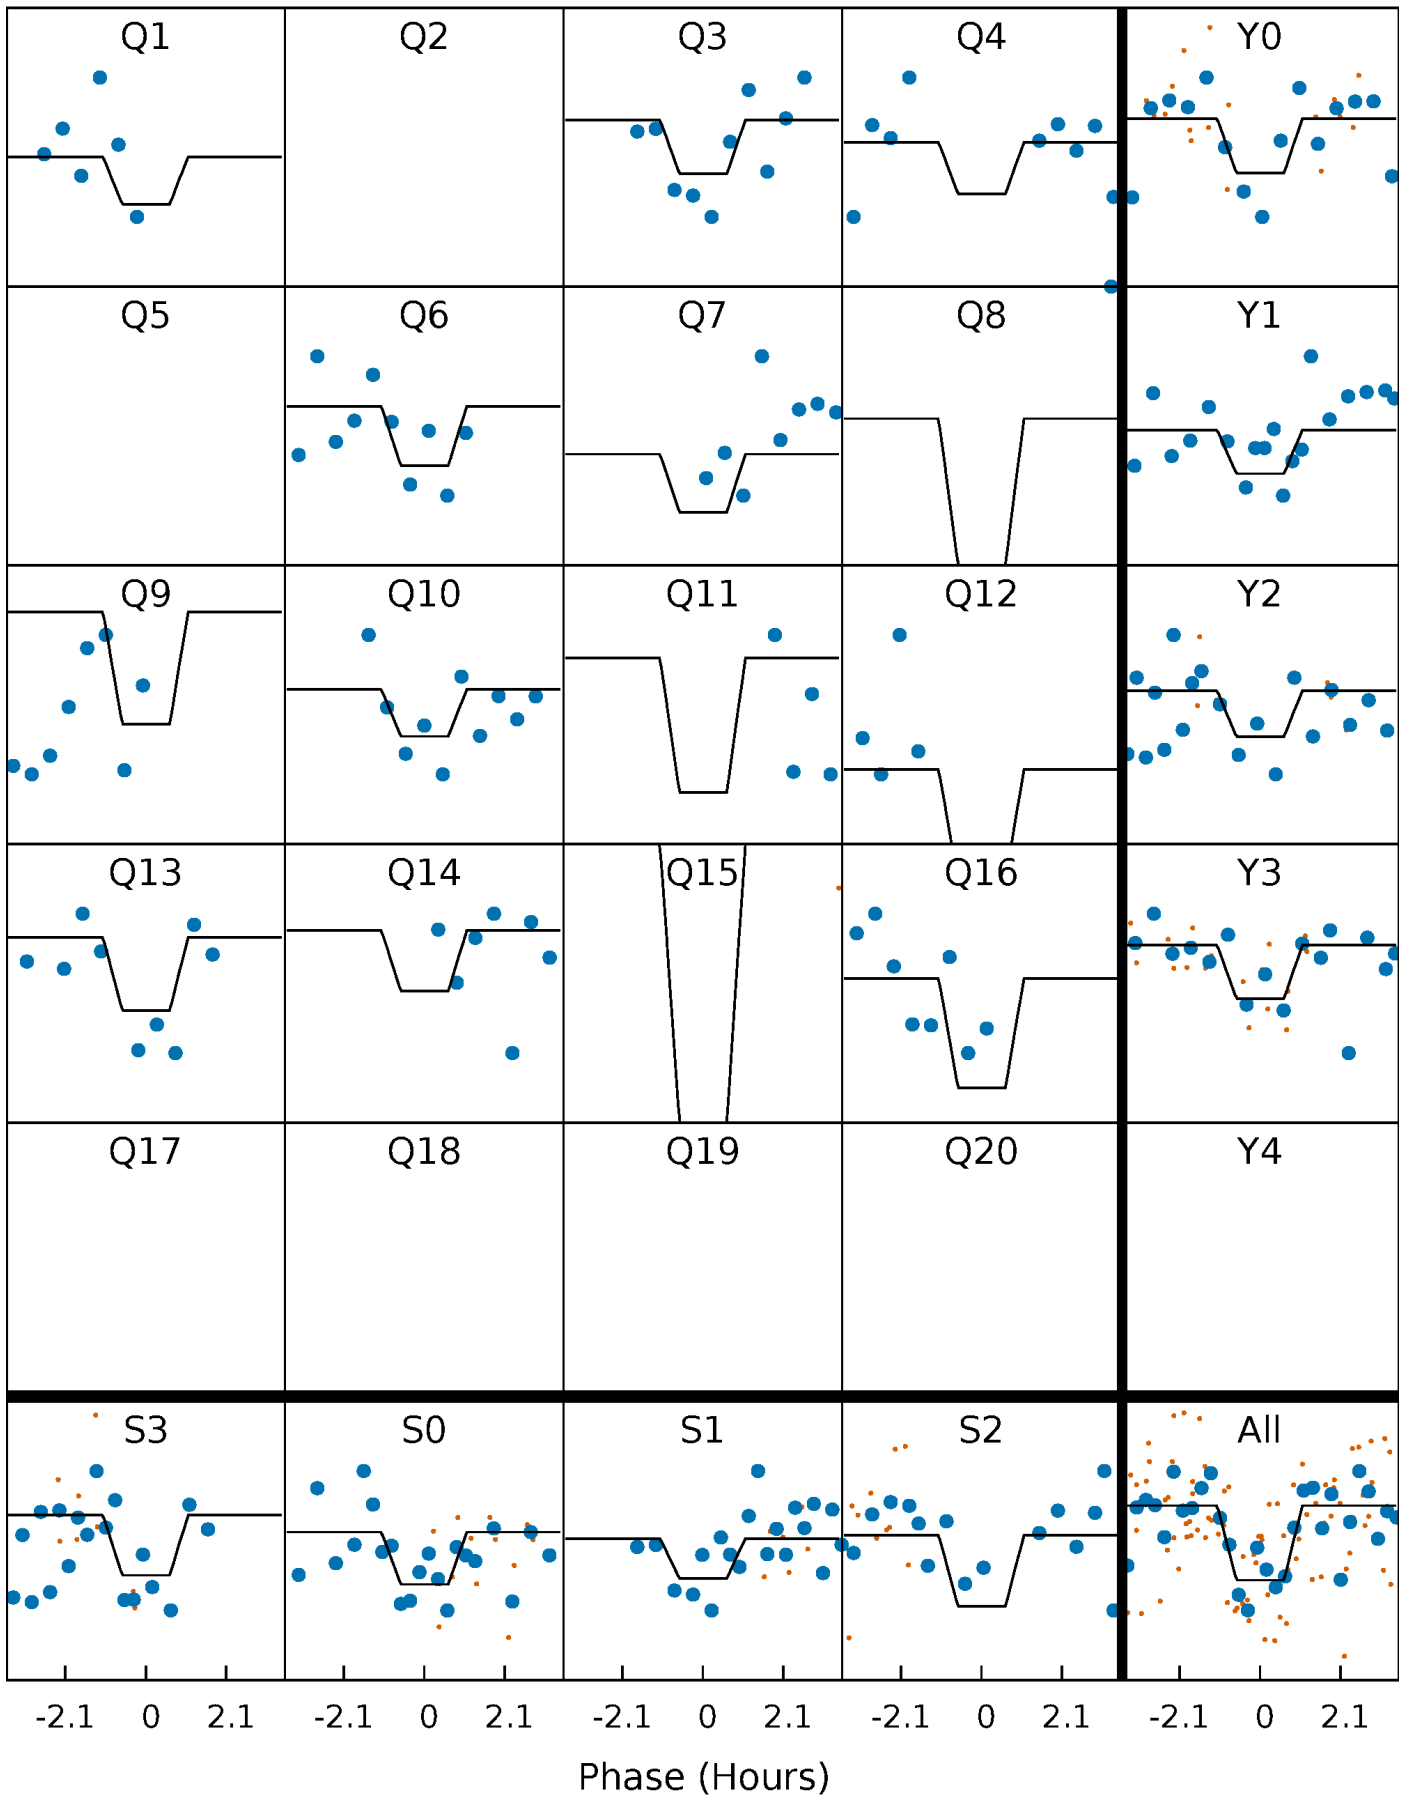 Q1 Q2 Q3 Q4 Y0
Q5 Q6 Q7 Q8 Y1
Q9 Q10 Q11 Q12 Y2
Q13 Q14 Q15 Q16 Y3
Q17 Q18 Q19 Q20 Y4
S3 S0 S1 S2 All
-2.1 0 2.1 -2.1 0 2.1 -2.1 0 2.1 -2.1 0 2.1 -2.1 0 2.1
Phase (Hours)